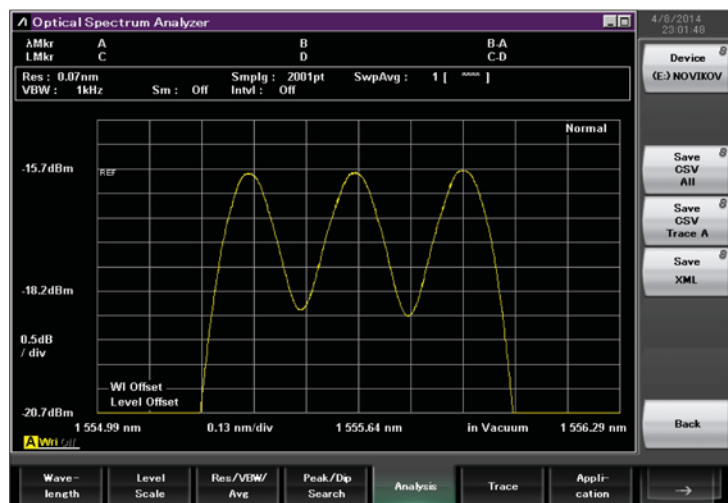 Optical Spectrum Analyzer
4/8/2014
23:01:48
λMkr A B B-A
LMkr C D C-D
Res : 0.07nm Smplg : 2001pt SwpAvg : 1 [ ]
VBW : 1kHz Sm : Off Intvl : Off
Normal
-15.7dBm
REF
-18.2dBm
0.5dB
/ div
Wl Offset
Level Offset
-20.7dBm
1 554.99 nm 0.13 nm/div 1 555.64 nm in Vacuum 1 556.29 nm
A Wri Off
Device
(E:) NOVIKOV
Save
CSV
All
Save
CSV
Trace A
Save
XML
Back
Wave-
length
Level
Scale
Res/VBW/
Avg
Peak/Dip
Search
Analysis
Trace
Appli-
cation
→